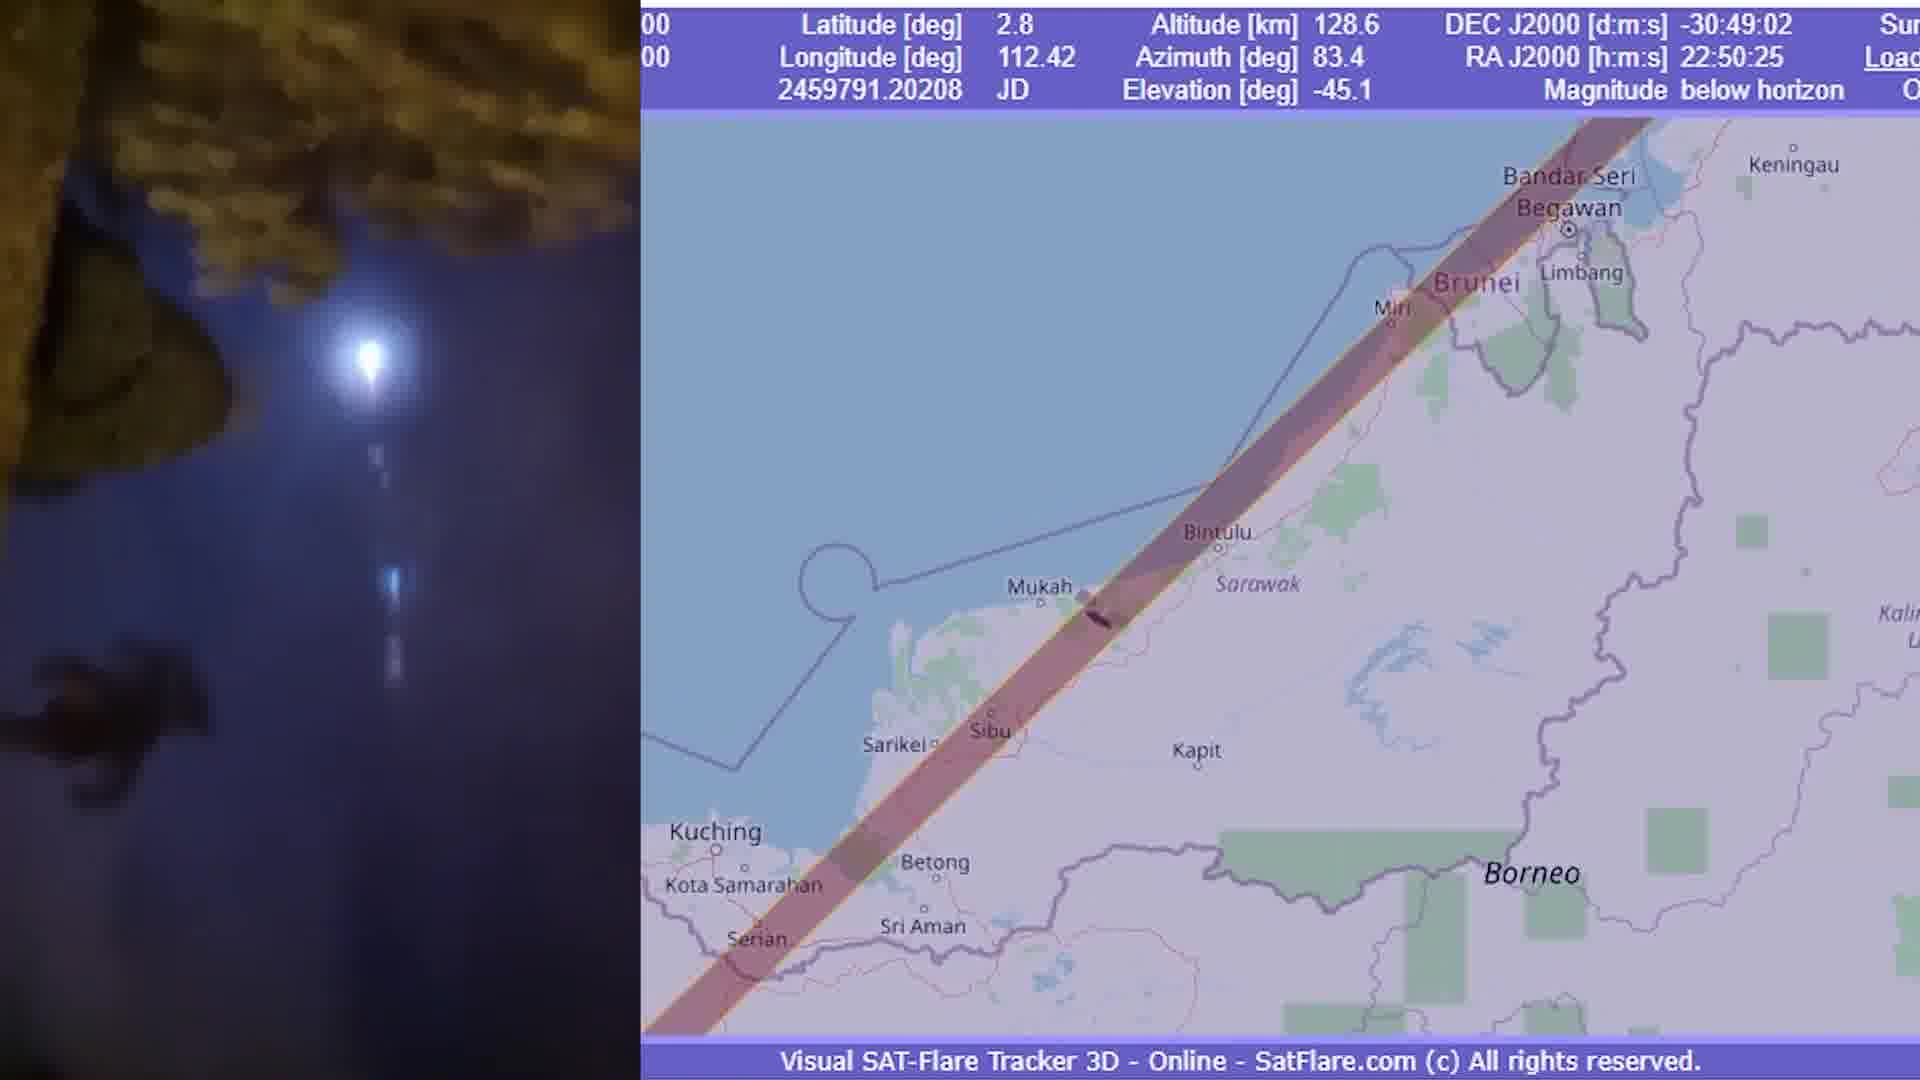 00 Latitude [deg] 2.8 Altitude [km] 128.6 DEC J2000 [d:m:s] -30:49:02 Sun
00 Longitude [deg] 112.42 Azimuth [deg] 83.4 RA J2000 [h:m:s] 22:50:25 Load
2459791.20208 JD Elevation [deg] -45.1 Magnitude below horizon O
Keningau
Bandar Seri
Begawan
Limbang
Brunei
Miri
Bintulu
Mukah
Sarawak
Sibu
Sarikei
Kapit
Kuching
Betong
Borneo
Kota Samarahan
Sri Aman
Serian
Visual SAT-Flare Tracker 3D - Online - SatFlare.com (c) All rights reserved.